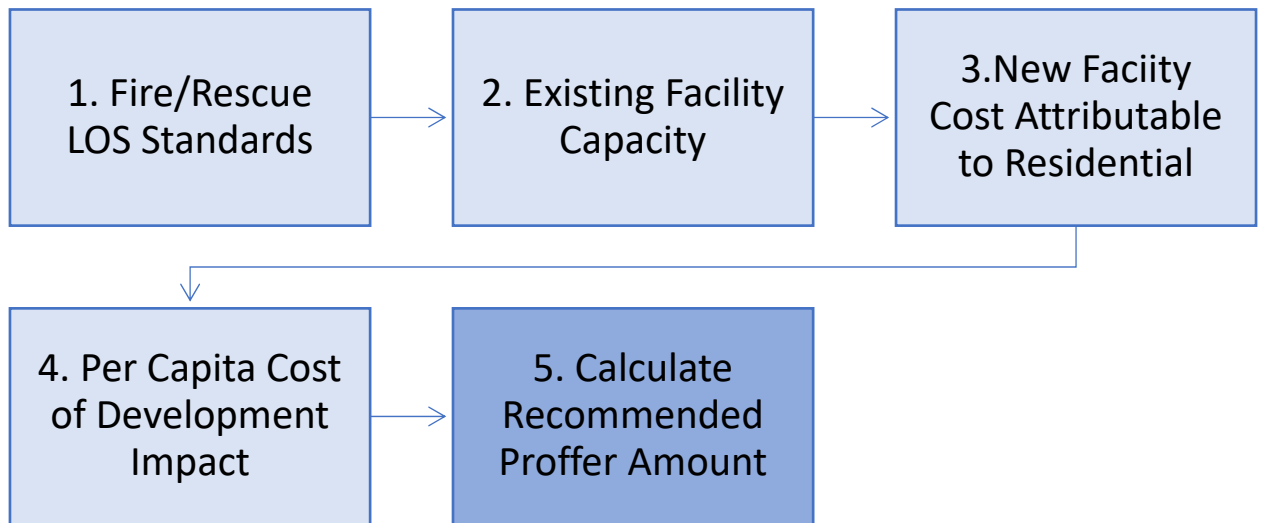 1. Fire/Rescue
LOS Standards
2. Existing Facility
Capacity
3.New Faciity
Cost Attributable
to Residential
4. Per Capita Cost
of Development
Impact
5. Calculate
Recommended
Proffer Amount